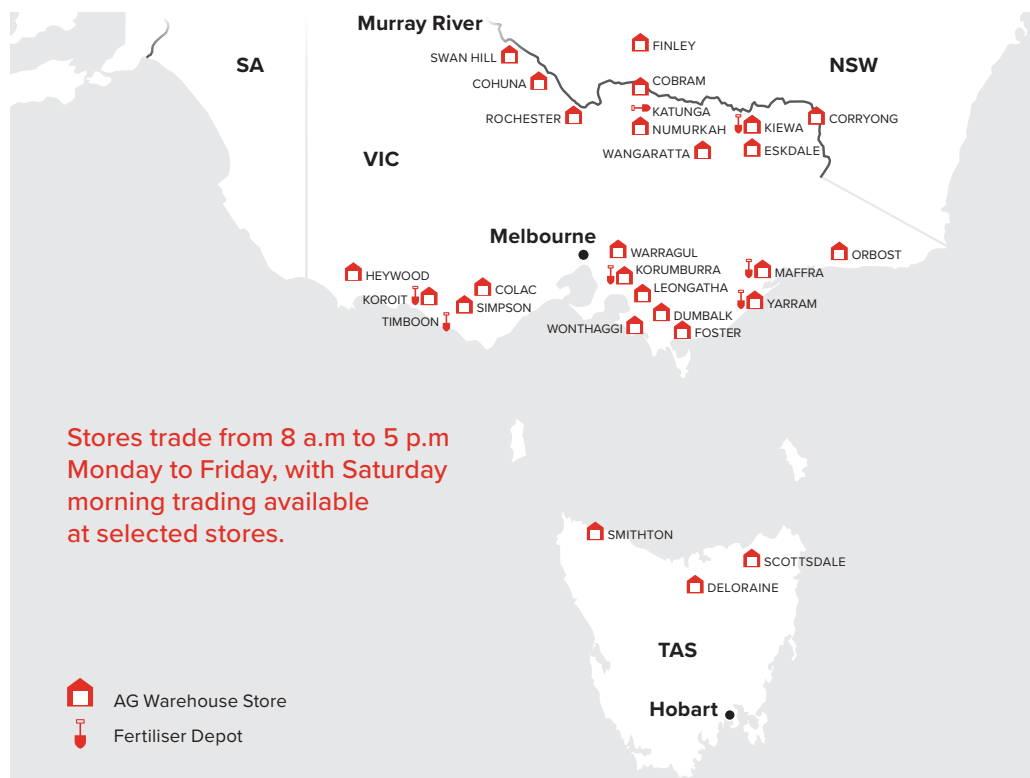 Murray River
SA
NSW
FINLEY
SWAN HILL
COHUNA
COBRAM
KATUNGA
ROCHESTER
NUMURKAH
KIEWA
CORRYONG
WANGARATTA
ESKDALE
VIC
Melbourne
WARRAGUL
ORBOST
HEYWOOD
KORUMBURRA
MAFFRA
KOROIT
COLAC
LEONGATHA
SIMPSON
YARRAM
TIMBOON
DUMBALK
WONTHAGGI
FOSTER
Stores trade from 8 a.m to 5 p.m
Monday to Friday, with Saturday
morning trading available
at selected stores.
SMITHTON
SCOTTSDALE
DELORAINE
TAS
Hobart
AG Warehouse Store
Fertiliser Depot